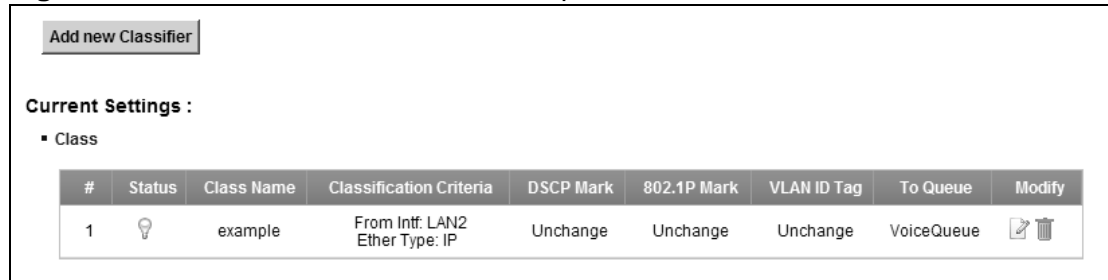 Add new Classifier
Current Settings :
▪ Class
# Status Class Name Classification Criteria DSCP Mark 802.1P Mark VLAN ID Tag To Queue Modify
1 example From Intf: LAN2 Unchange Unchange Unchange VoiceQueue
Ether Type: IP